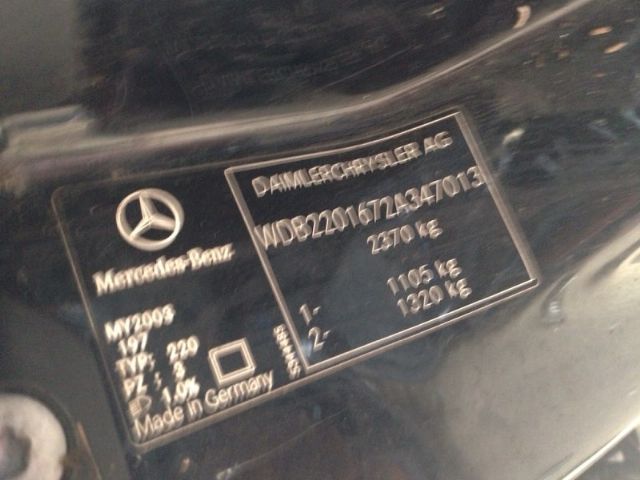 DAIMLERCHRYSLER AG
WDB2201672A347013
2370 kg
1.- 1105 kg
2.- 1320 kg
Mercedes-Benz
197
TYP: 220
PZ : 3
1.0%
Made in Germany